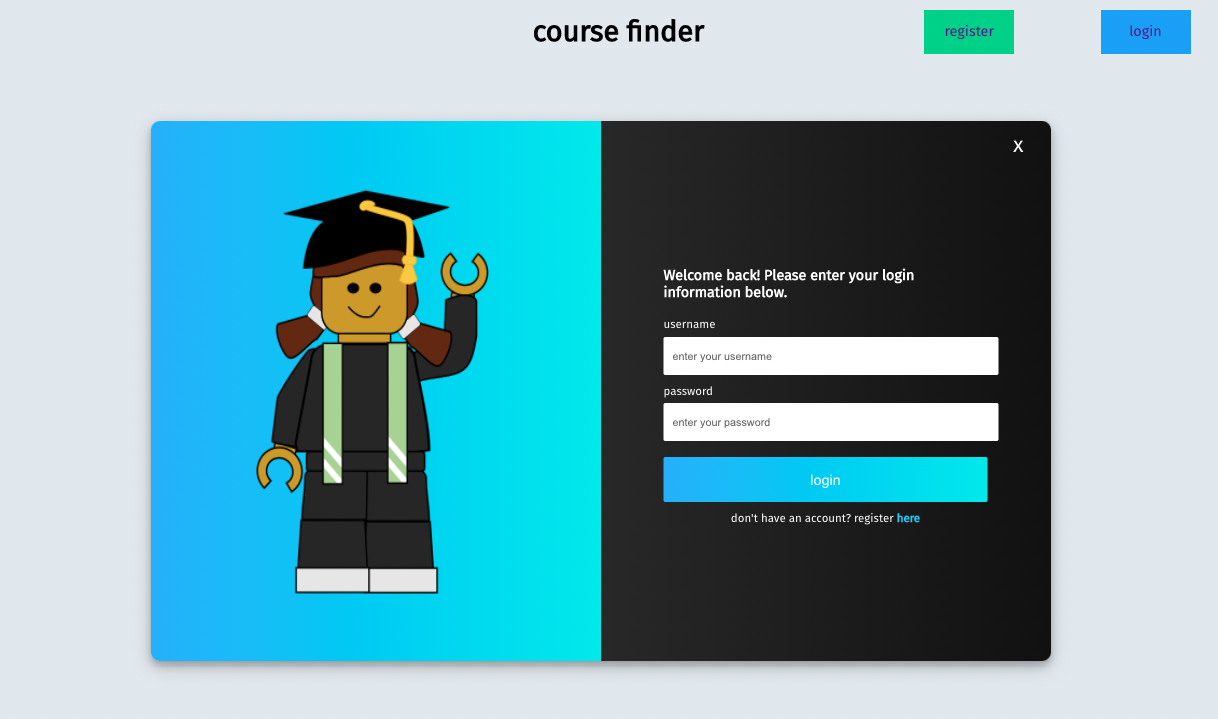 course finder
register
login
X
Welcome back! Please enter your login
information below.
username
enter your username
password
enter your password
login
don't have an account? register here